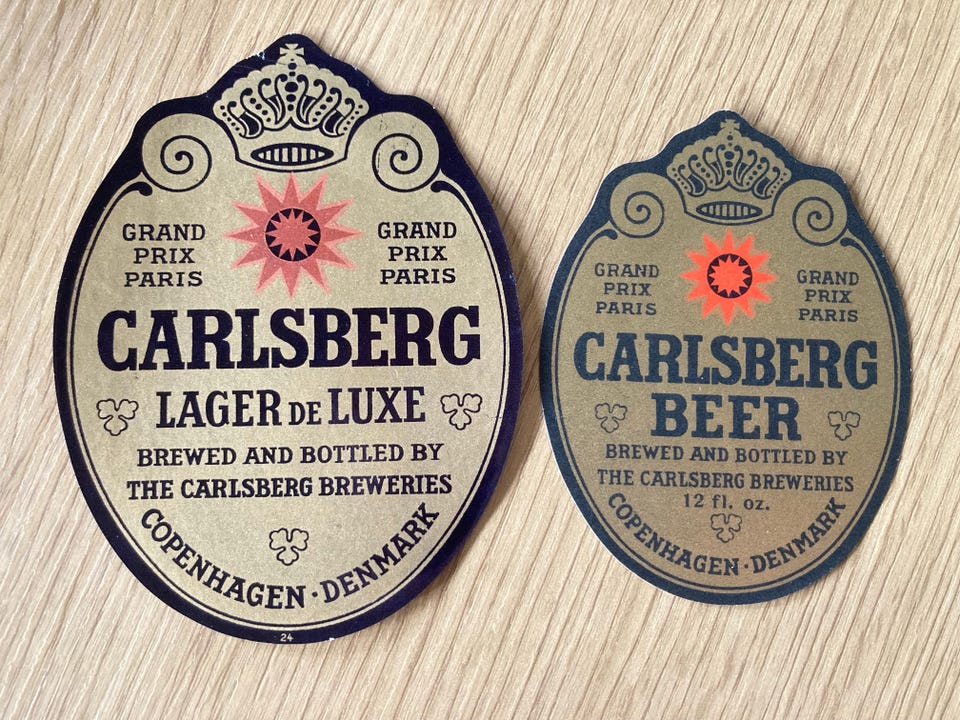 GRAND
PRIX
PARIS
GRAND
PRIX
PARIS
CARLSBERG
LAGER DE LUXE
BREWED AND BOTTLED BY
THE CARLSBERG BREWERIES
COPENHAGEN · DENMARK
24
GRAND
PRIX
PARIS
GRAND
PRIX
PARIS
CARLSBERG
BEER
BREWED AND BOTTLED BY
THE CARLSBERG BREWERIES
12 fl. oz.
COPENHAGEN · DENMARK